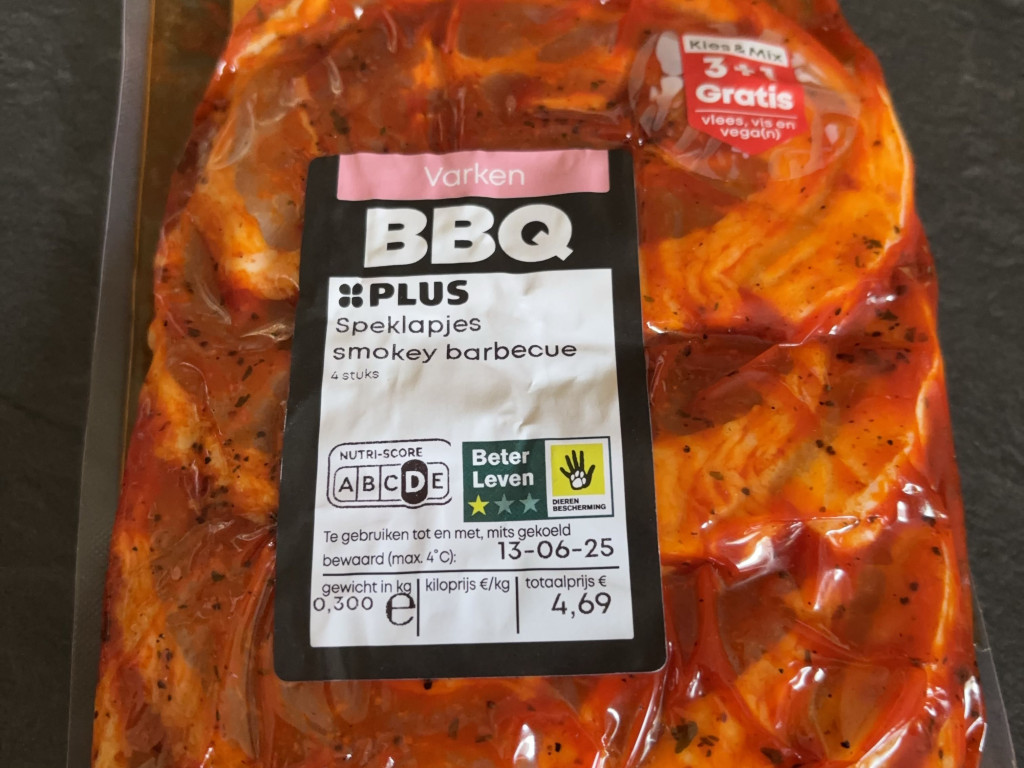 Kies & Mix
3 + 1
Gratis
vlees, vis en
vega(n)
Varken
BBQ
PLUS
Speklapjes
smokey barbecue
4 stuks
NUTRI-SCORE
A B C D E
Beter
Leven
DIEREN
BESCHERMING
Te gebruiken tot en met, mits gekoeld
bewaard (max. 4°C): 13-06-25
gewicht in kg kiloprijs €/kg totaalprijs €
0,300 e 4,69